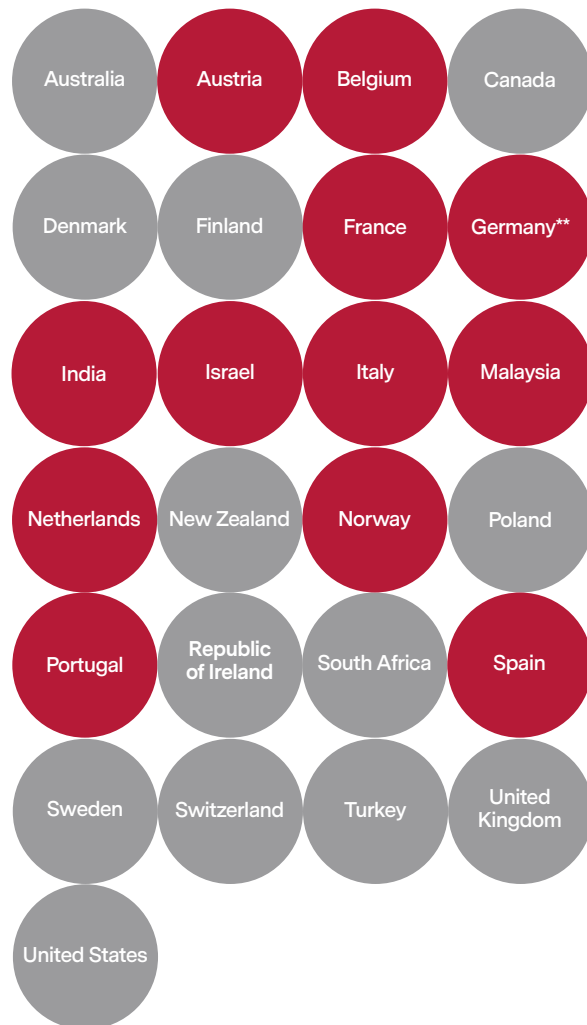 Australia
Austria
Belgium
Canada
Denmark
Finland
France
Germany**
India
Israel
Italy
Malaysia
Netherlands
New Zealand
Norway
Poland
Portugal
Republic
of Ireland
South Africa
Spain
Sweden
Switzerland
Turkey
United
Kingdom
United States